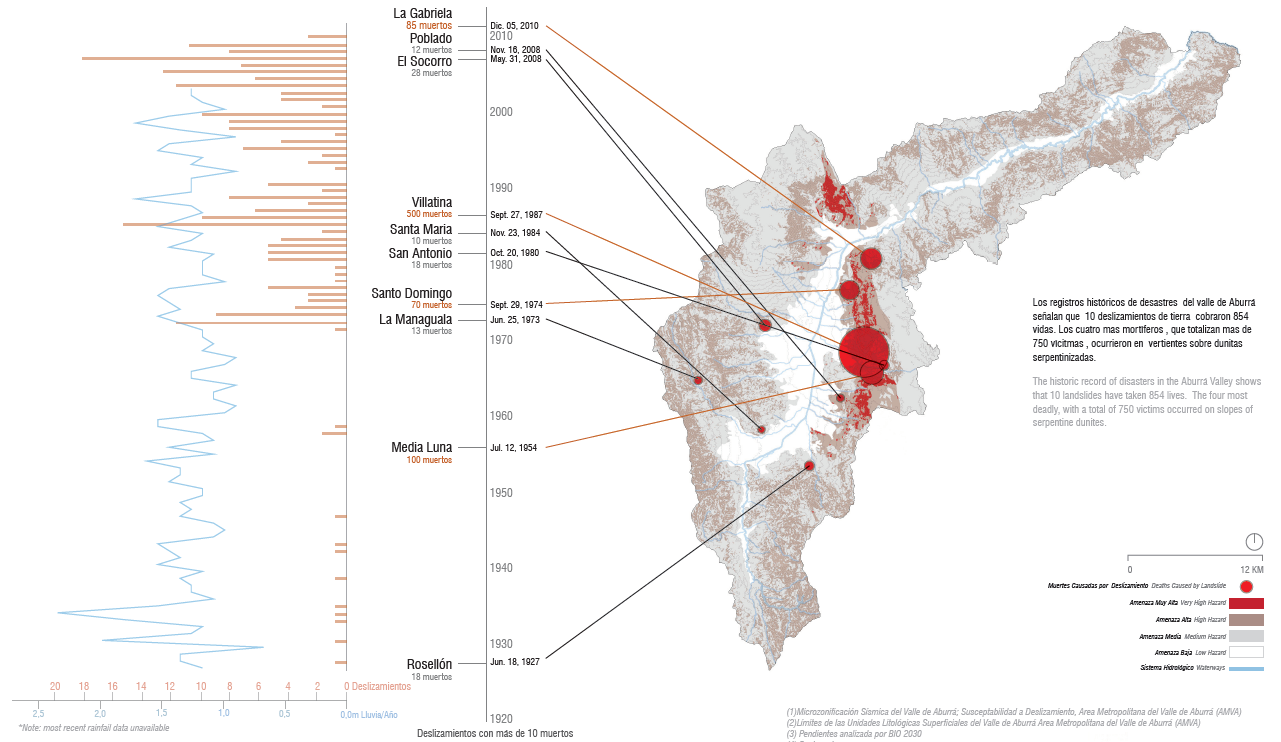 La Gabriela
85 muertos
Dic. 05, 2010
2010
Poblado
12 muertos
Nov. 16, 2008
El Socorro
28 muertos
May. 31, 2008
2000
1990
Villatina
500 muertos
Sept. 27, 1987
Santa Maria
10 muertos
Nov. 23, 1984
San Antonio
18 muertos
Oct. 20, 1980
1980
Santo Domingo
70 muertos
Sept. 29, 1974
La Managuala
13 muertos
Jun. 25, 1973
1970
1960
Media Luna
100 muertos
Jul. 12, 1954
1950
1940
1930
Rosellón
18 muertos
Jun. 18, 1927
1920
Deslizamientos con más de 10 muertos
20 18 16 14 12 10 8 6 4 2 0 Deslizamientos
2,5 2,0 1,5 1,0 0,5 0,0m Lluvia/Año
*Note: most recent rainfail data unavailable
Los registros históricos de desastres del valle de Aburrá
señalan que 10 deslizamientos de tierra cobraron 854
vidas. Los cuatro mas mortiferos , que totalizan mas de
750 vicitmas , ocurrieron en vertientes sobre dunitas
serpentinizadas.
The historic record of disasters in the Aburrá Valley shows
that 10 landslides have taken 854 lives. The four most
deadly, with a total of 750 victims occurred on slopes of
serpentine dunites.
0 12 KM
Muertes Causadas por Deslizamiento Deaths Caused by Landslide
Amenaza Muy Alta Very High Hazard
Amenaza Alta High Hazard
Amenaza Media Medium Hazard
Amenaza Baja Low Hazard
Sistema Hidrológico Waterways
(1)Microzonificación Sísmica del Valle de Aburrá; Susceptabilidad a Deslizamiento, Area Metropolitana del Valle de Aburrá (AMVA)
(2)Límites de las Unidades Litológicas Superficiales del Valle de Aburrá Area Metropolitana del Valle de Aburrá (AMVA)
(3) Pendientes analizada por BIO 2030